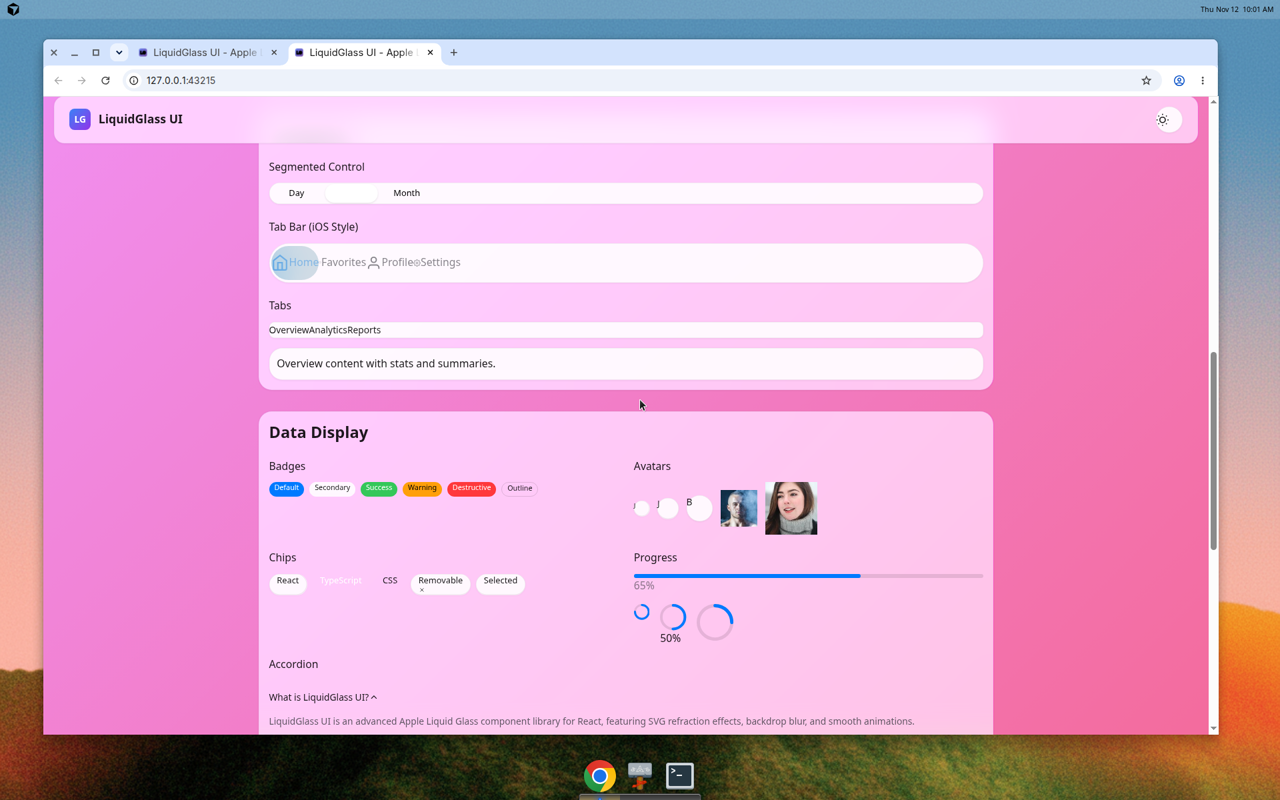 Thu Nov 12 10:01 AM
LiquidGlass UI - Apple
LiquidGlass UI - Apple
127.0.0.1:43215
LG LiquidGlass UI
Segmented Control
Day Month
Tab Bar (iOS Style)
Home Favorites Profile Settings
Tabs
OverviewAnalyticsReports
Overview content with stats and summaries.
Data Display
Badges
Default Secondary Success Warning Destructive Outline
Avatars
J J B
Chips
React TypeScript CSS Removable × Selected
Progress
65%
50%
Accordion
What is LiquidGlass UI?
LiquidGlass UI is an advanced Apple Liquid Glass component library for React, featuring SVG refraction effects, backdrop blur, and smooth animations.